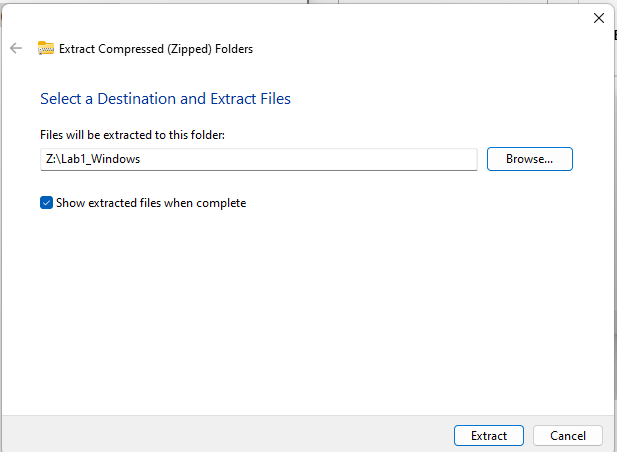 Extract Compressed (Zipped) Folders
Select a Destination and Extract Files
Files will be extracted to this folder:
Z:\Lab1_Windows
Browse...
Show extracted files when complete
Extract
Cancel